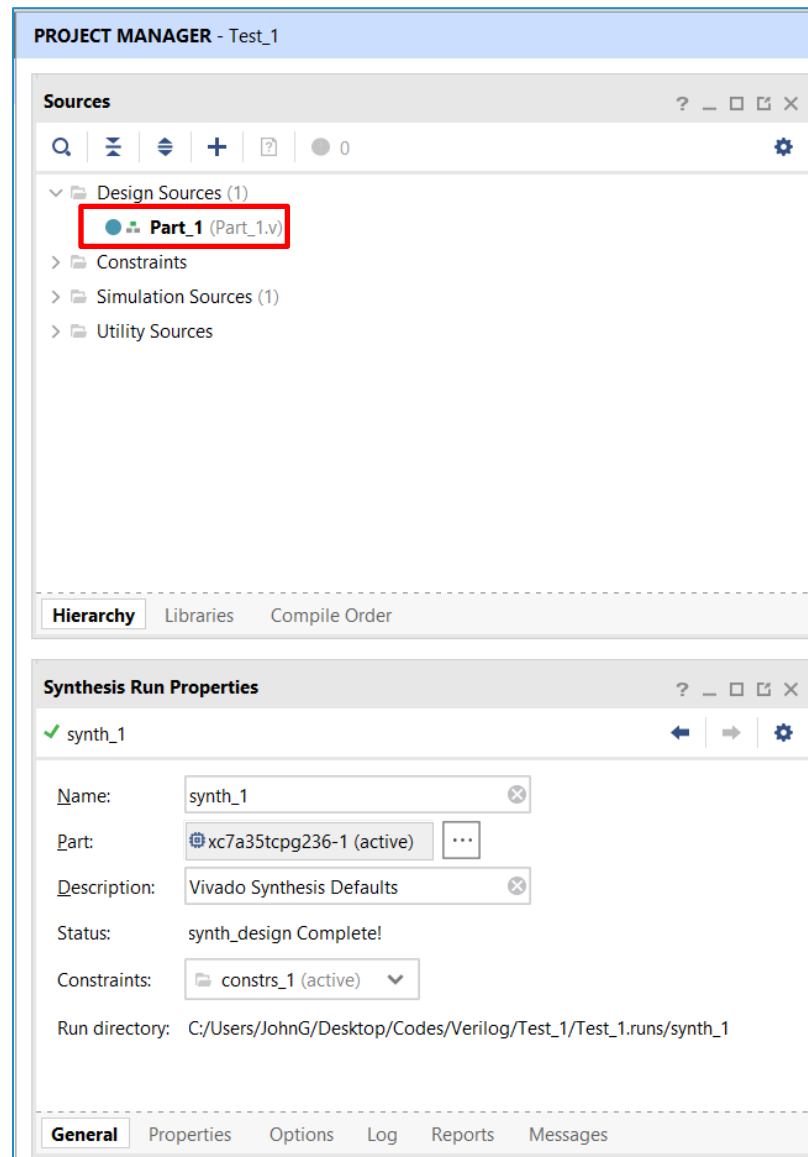 PROJECT MANAGER - Test_1
Sources
? 
0
Design Sources (1)
Part_1 (Part_1.v)
Constraints
Simulation Sources (1)
Utility Sources
Hierarchy Libraries Compile Order
Synthesis Run Properties
?
synth_1
Name: synth_1
Part: xc7a35tcpg236-1 (active) ...
Description: Vivado Synthesis Defaults
Status: synth_design Complete!
Constraints: constrs_1 (active)
Run directory: C:/Users/JohnG/Desktop/Codes/Verilog/Test_1/Test_1.runs/synth_1
General Properties Options Log Reports Messages